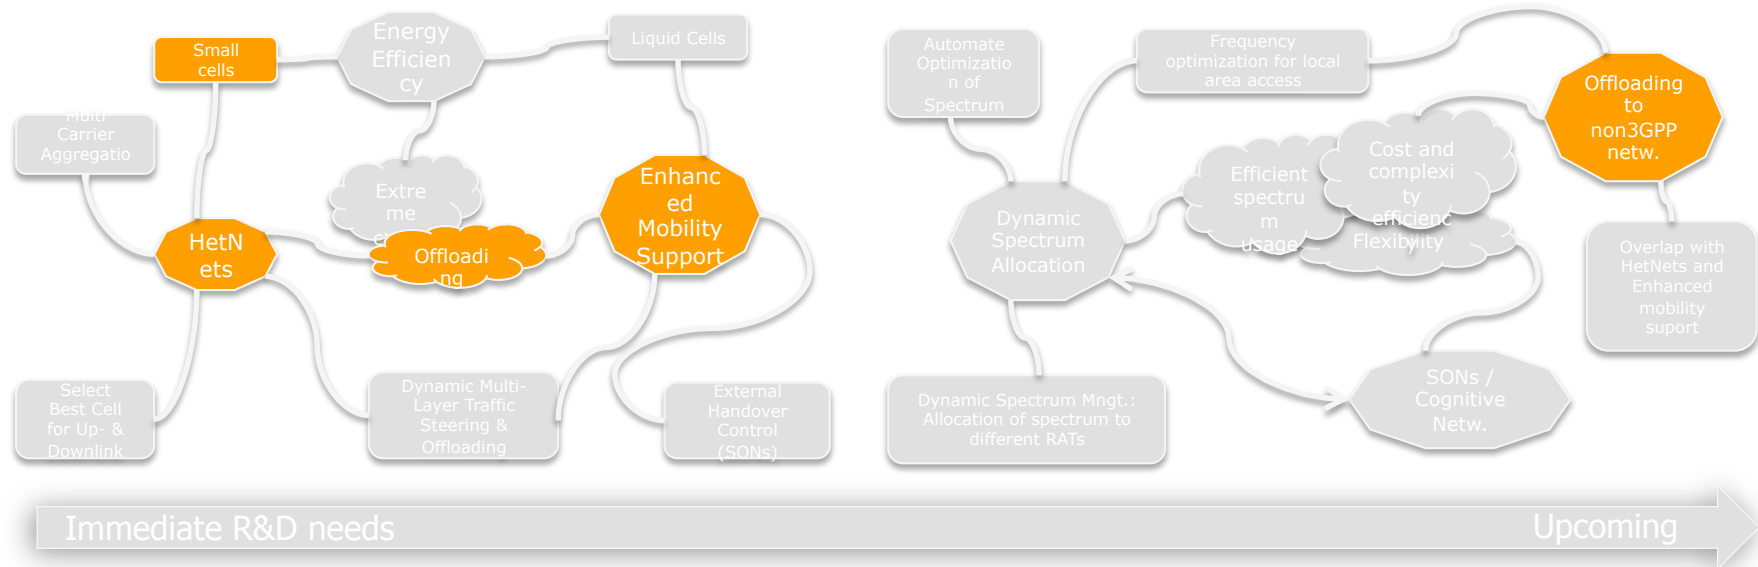 Small
cells
Energy
Efficien
cy
Liquid Cells
Multi
Carrier
Aggregatio
Extre
me
Enhanc
ed
Mobility
Support
HetN
ets
Offloadi
ng
Select
Best Cell
for Up- &
Downlink
Dynamic Multi-
Layer Traffic
Steering &
Offloading
External
Handover
Control
(SONs)
Automate
Optimizatio
n of
Spectrum
Frequency
optimization for local
area access
Offloading
to
non3GPP
netw.
Efficient
spectru
m
usage
Cost and
complexi
ty
efficienc
y
Flexibility
Dynamic
Spectrum
Allocation
Overlap with
HetNets and
Enhanced
mobility
suport
Dynamic Spectrum Mngt.:
Allocation of spectrum to
different RATs
SONs /
Cognitive
Netw.
Immediate R&D needs
Upcoming